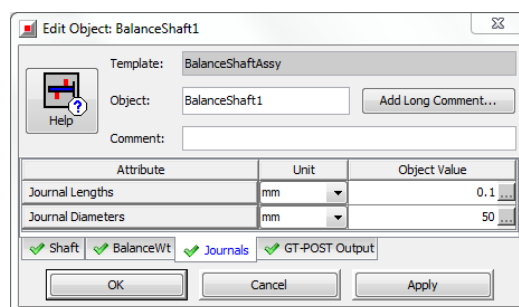 Edit Object: BalanceShaft1
Template: BalanceShaftAssy
Help
?
Object: BalanceShaft1 Add Long Comment...
Comment:
Attribute Unit Object Value
Journal Lengths mm 0.1 ...
Journal Diameters mm 50 ...
Shaft BalanceWt Journals GT-POST Output
OK Cancel Apply